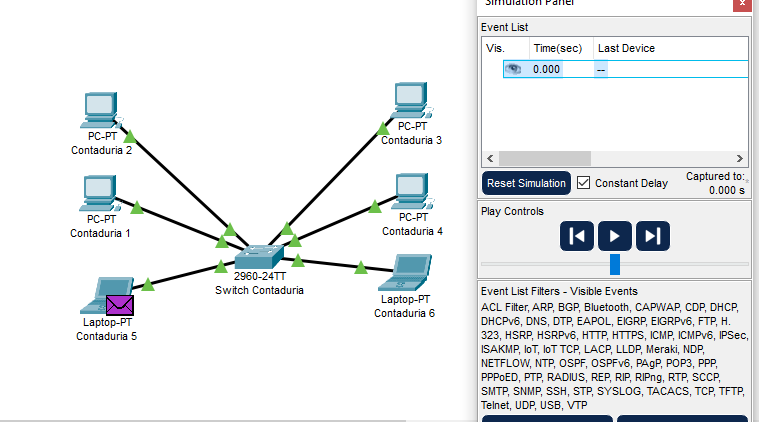 Simulation Panel
x
Event List
Vis. Time(sec) Last Device
0.000 --
Reset Simulation Constant Delay Captured to:
0.000 s
Play Controls
Event List Filters - Visible Events
ACL Filter, ARP, BGP, Bluetooth, CAPWAP, CDP, DHCP,
DHCPv6, DNS, DTP, EAPOL, EIGRP, EIGRPv6, FTP, H.
323, HSRP, HSRPv6, HTTP, HTTPS, ICMP, ICMPv6, IPSec,
ISAKMP, IoT, IoT TCP, LACP, LLDP, Meraki, NDP,
NETFLOW, NTP, OSPF, OSPFv6, PAgP, POP3, PPP,
PPPoED, PTP, RADIUS, REP, RIP, RIPng, RTP, SCCP,
SMTP, SNMP, SSH, STP, SYSLOG, TACACS, TCP, TFTP,
Telnet, UDP, USB, VTP
PC-PT
Contaduria 2
PC-PT
Contaduria 3
PC-PT
Contaduria 1
PC-PT
Contaduria 4
2960-24TT
Switch Contaduria
Laptop-PT
Contaduria 5
Laptop-PT
Contaduria 6